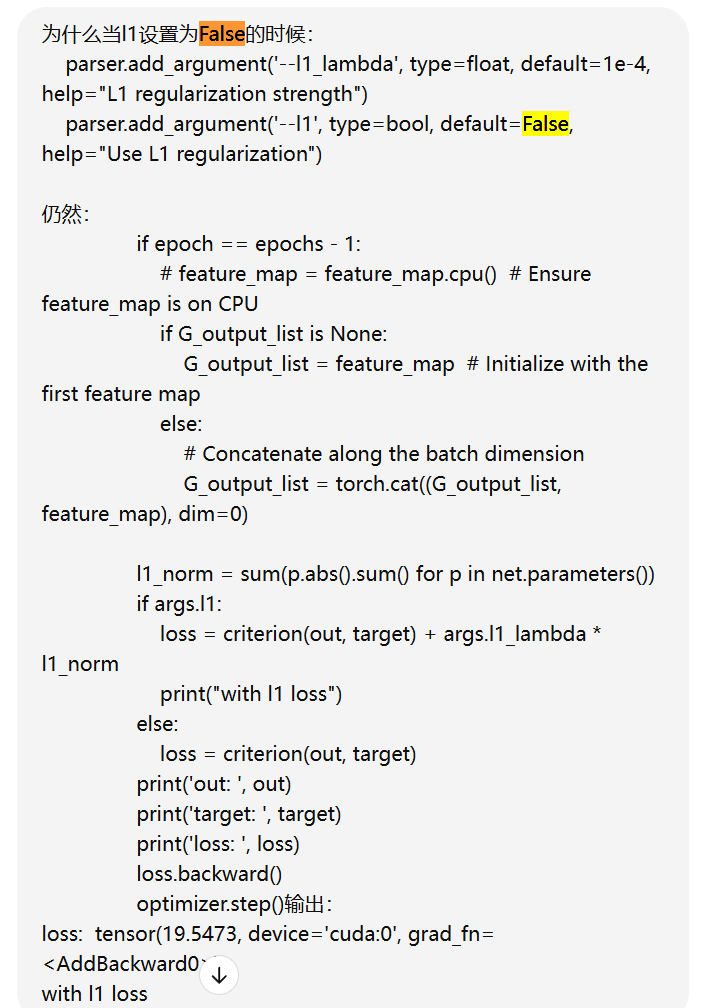 为什么当l1设置为False的时候：
    parser.add_argument('--l1_lambda', type=float, default=1e-4,
help="L1 regularization strength")
    parser.add_argument('--l1', type=bool, default=False,
help="Use L1 regularization")

仍然：
                if epoch == epochs - 1:
                    # feature_map = feature_map.cpu()  # Ensure
feature_map is on CPU
                    if G_output_list is None:
                        G_output_list = feature_map  # Initialize with the
first feature map
                    else:
                        # Concatenate along the batch dimension
                        G_output_list = torch.cat((G_output_list,
feature_map), dim=0)

                l1_norm = sum(p.abs().sum() for p in net.parameters())
                if args.l1:
                    loss = criterion(out, target) + args.l1_lambda *
l1_norm
                    print("with l1 loss")
                else:
                    loss = criterion(out, target)
                print('out: ', out)
                print('target: ', target)
                print('loss: ', loss)
                loss.backward()
                optimizer.step()输出：
loss:  tensor(19.5473, device='cuda:0', grad_fn=
<AddBackward0>
with l1 loss